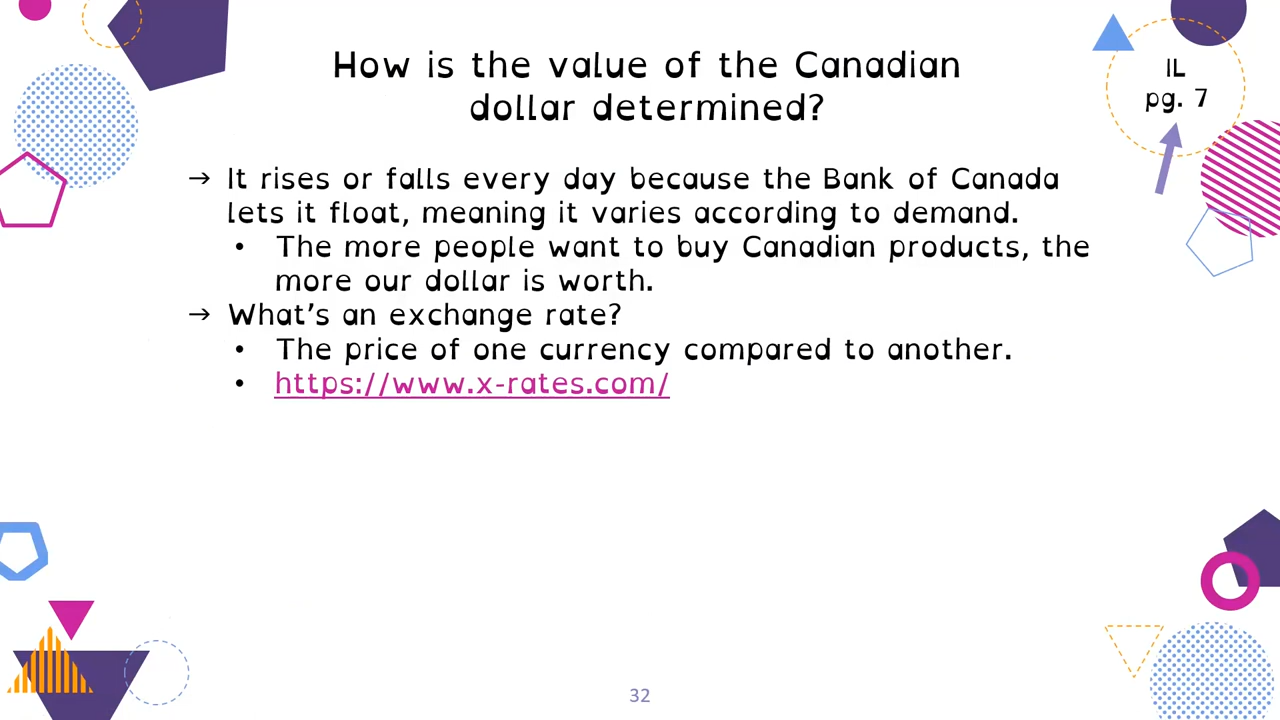 How is the value of the Canadian
dollar determined?
IL
pg. 7
→ It rises or falls every day because the Bank of Canada
lets it float, meaning it varies according to demand.
• The more people want to buy Canadian products, the
more our dollar is worth.
→ What's an exchange rate?
• The price of one currency compared to another.
• https://www.x-rates.com/
32